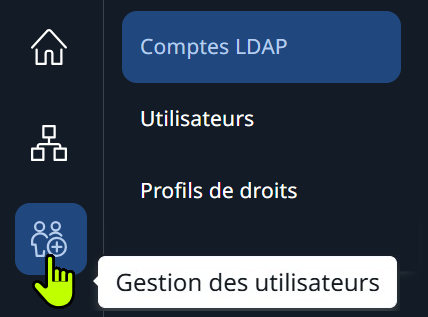 Comptes LDAP
Utilisateurs
Profils de droits
Gestion des utilisateurs